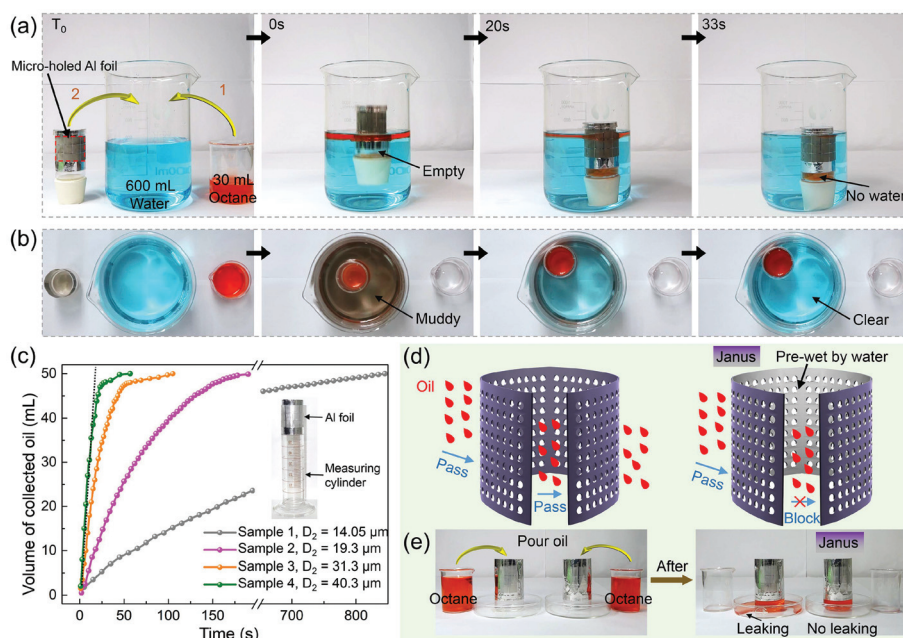 (a)
T₀
0s
20s
33s
Micro-holed Al foil
2
1
600 mL
Water
30 mL
Octane
Empty
No water
(b)
Muddy
Clear
(c)
Volume of collected oil (mL)
50
40
30
20
10
0
0 50 100 150 700 800
Time (s)
Al foil
Measuring cylinder
Sample 1, D₂ = 14.05 μm
Sample 2, D₂ = 19.3 μm
Sample 3, D₂ = 31.3 μm
Sample 4, D₂ = 40.3 μm
(d)
Oil
Pass
Pass
Janus
Pre-wet by water
Pass
Block
(e)
Pour oil
Octane
Octane
After
Janus
Leaking
No leaking